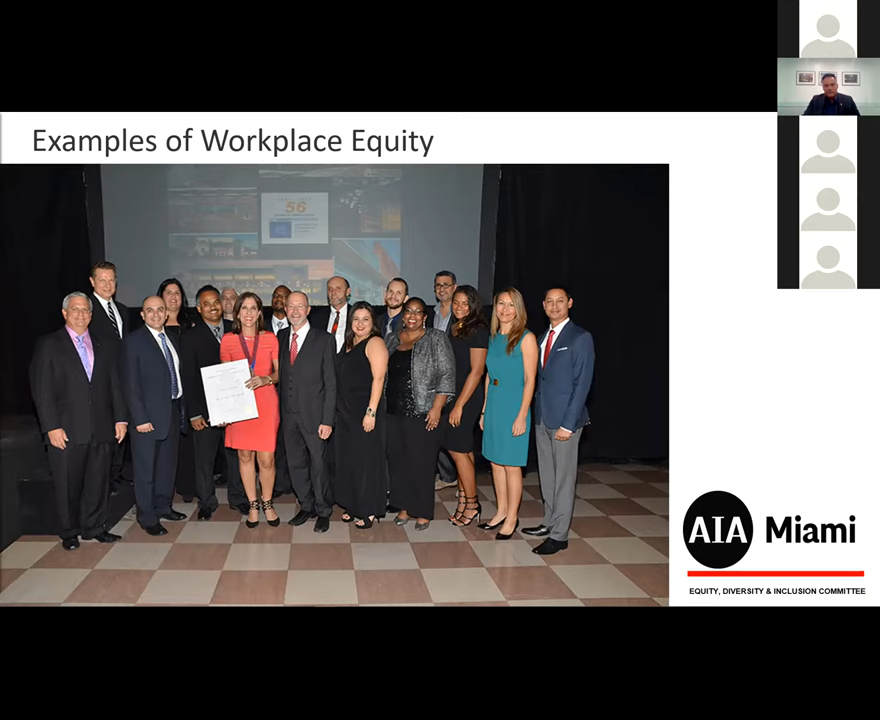 Examples of Workplace Equity
56
AIA Miami
EQUITY, DIVERSITY & INCLUSION COMMITTEE